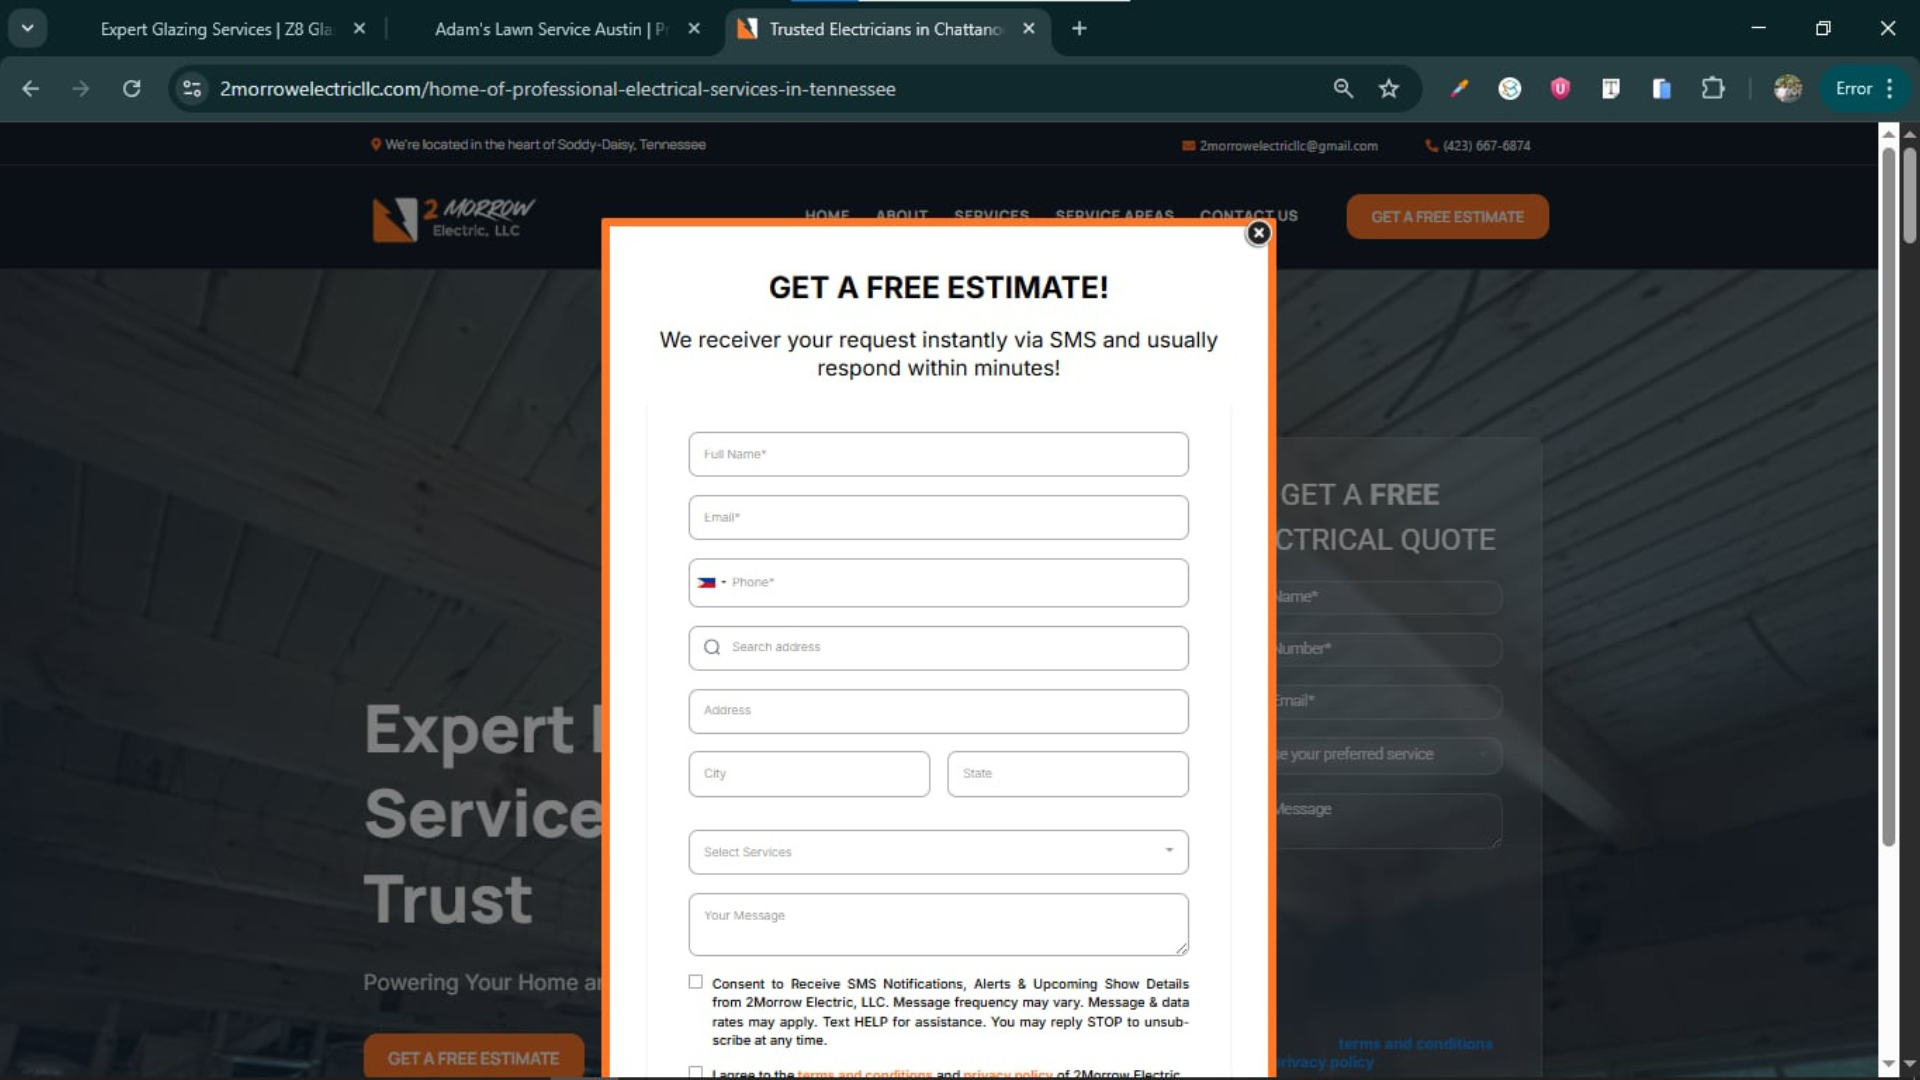 Expert Glazing Services | Z8 Gla
Adam's Lawn Service Austin | Pr
Trusted Electricians in Chattano
2morrowelectricllc.com/home-of-professional-electrical-services-in-tennessee
Error
We're located in the heart of Soddy-Daisy, Tennessee
2morrowelectricllc@gmail.com
(423) 667-6874
2 MORROW
Electric, LLC
HOME
ABOUT
SERVICES
SERVICE AREAS
CONTACT US
GET A FREE ESTIMATE
GET A FREE ESTIMATE!
We receiver your request instantly via SMS and usually
respond within minutes!
Full Name*
Email*
Phone*
Search address
Address
City
State
Select Services
Your Message
Consent to Receive SMS Notifications, Alerts & Upcoming Show Details
from 2Morrow Electric, LLC. Message frequency may vary. Message & data
rates may apply. Text HELP for assistance. You may reply STOP to unsub-
scribe at any time.
I agree to the terms and conditions and privacy policy of 2Morrow Electric
GET A FREE
CTRICAL QUOTE
Name*
Number*
Email*
e your preferred service
Message
terms and conditions
privacy policy
Expert
Service
Trust
Powering Your Home a
GET A FREE ESTIMATE